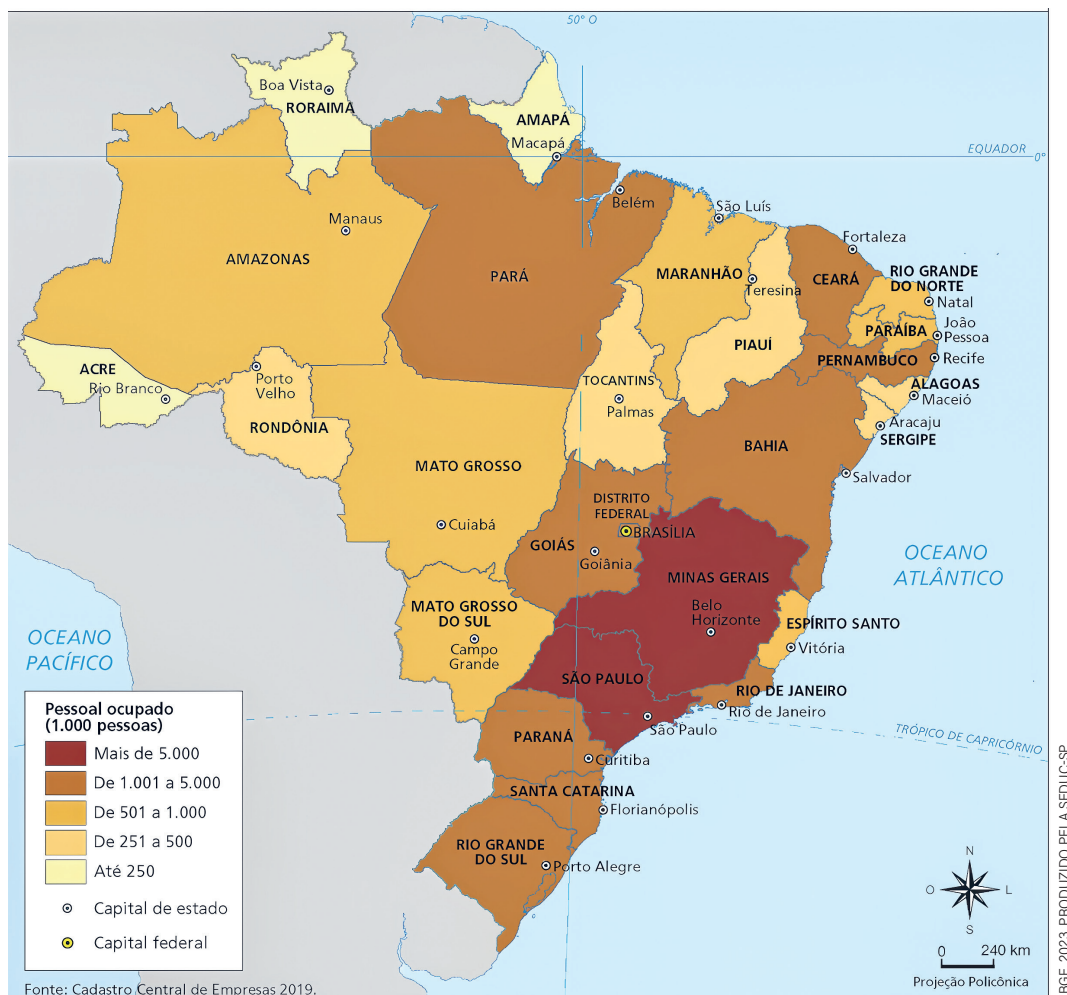 50° O
Boa Vista
RORAIMA
AMAPÁ
Macapá
EQUADOR
0°
Belém
São Luís
Manaus
Fortaleza
AMAZONAS
PARÁ
MARANHÃO
Teresina
CEARÁ
RIO GRANDE
DO NORTE
Natal
PARAÍBA
João
Pessoa
PIAUÍ
PERNAMBUCO
Recife
ACRE
Rio Branco
Porto
Velho
TOCANTINS
Palmas
ALAGOAS
Maceió
Aracaju
SERGIPE
RONDÔNIA
BAHIA
MATO GROSSO
Salvador
DISTRITO
FEDERAL
BRASÍLIA
Cuiabá
GOIÁS
Goiânia
OCEANO
ATLÂNTICO
MINAS GERAIS
Belo
Horizonte
MATO GROSSO
DO SUL
Campo
Grande
ESPÍRITO SANTO
Vitória
OCEANO
PACÍFICO
SÃO PAULO
RIO DE JANEIRO
Rio de Janeiro
São Paulo
TRÓPICO DE CAPRICÓRNIO
PARANÁ
Curitiba
SANTA CATARINA
Florianópolis
RIO GRANDE
DO SUL
Porto Alegre
Pessoal ocupado
(1.000 pessoas)
Mais de 5.000
De 1.001 a 5.000
De 501 a 1.000
De 251 a 500
Até 250
Capital de estado
Capital federal
N
O
L
S
0
240 km
Projeção Policônica
Fonte: Cadastro Central de Empresas 2019.
BGE, 2023. PRODUZIDO PELA SEDUC-SP